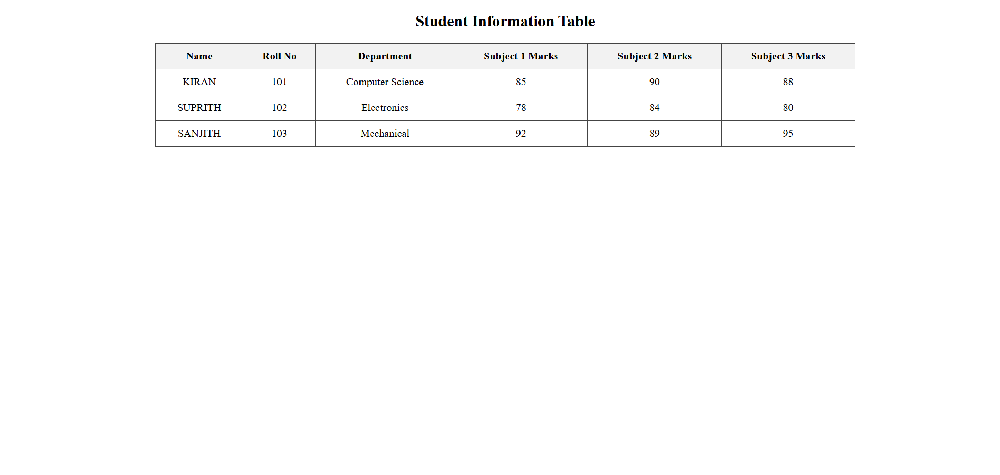 Student Information Table
Name Roll No Department Subject 1 Marks Subject 2 Marks Subject 3 Marks
KIRAN 101 Computer Science 85 90 88
SUPRITH 102 Electronics 78 84 80
SANJITH 103 Mechanical 92 89 95